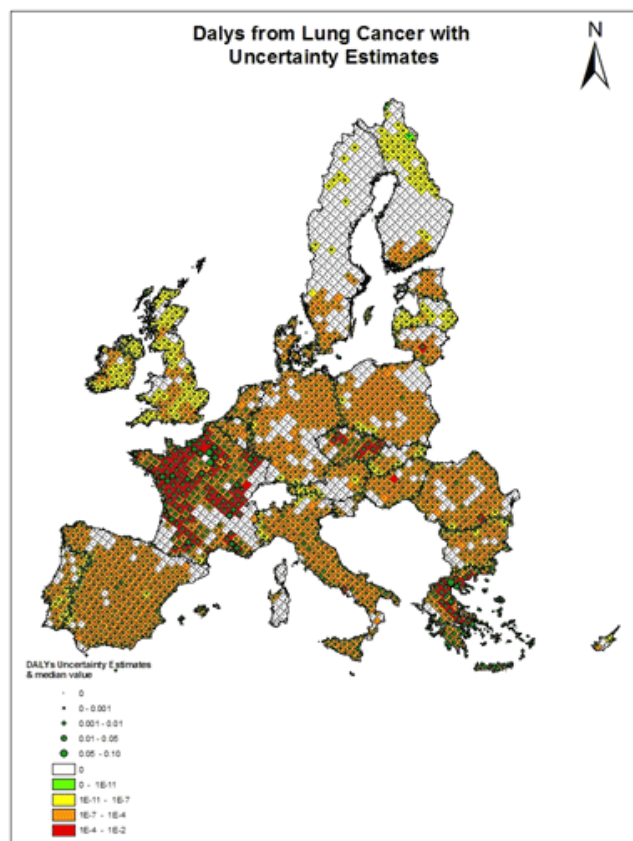 Dalys from Lung Cancer with
Uncertainty Estimates
N
DALYs Uncertainty Estimates
& median value
0
0 - 0.001
0.001 - 0.01
0.01 - 0.05
0.05 - 0.10
0
0 - 1E-11
1E-11 - 1E-7
1E-7 - 1E-4
1E-4 - 1E-2